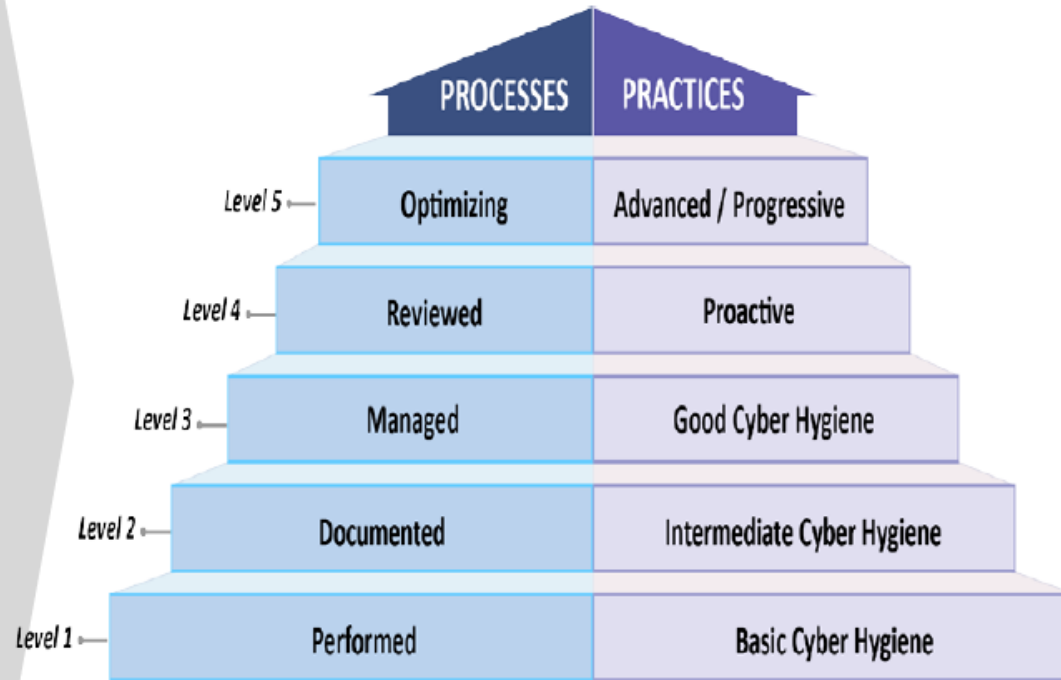 PROCESSES PRACTICES
Level 5 Optimizing Advanced / Progressive
Level 4 Reviewed Proactive
Level 3 Managed Good Cyber Hygiene
Level 2 Documented Intermediate Cyber Hygiene
Level 1 Performed Basic Cyber Hygiene